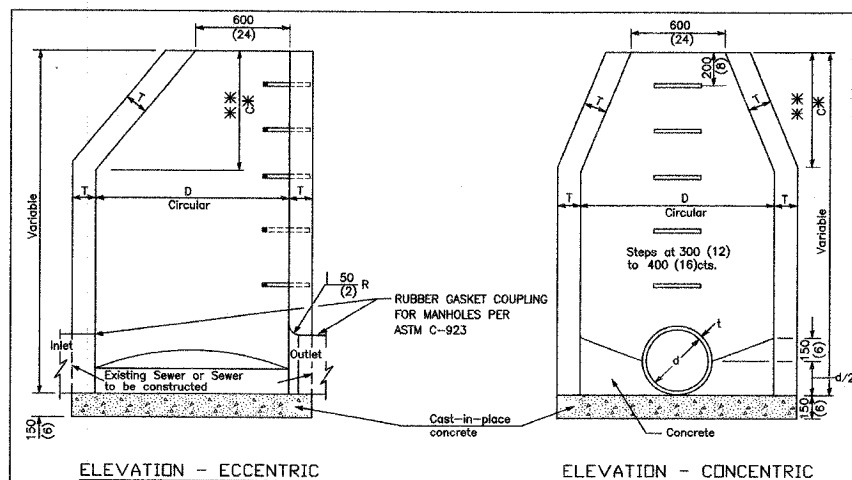 600
(24)
T
**
C*
T
D
T
Circular
Variable
50
(2)
R
RUBBER GASKET COUPLING
FOR MANHOLES PER
ASTM C-923
Inlet
Outlet
Existing Sewer or Sewer
to be constructed
150
(6)
Cast-in-place
concrete
ELEVATION - ECCENTRIC
600
(24)
200
(8)
T
T
**
C*
T
D
T
Circular
Variable
Steps at 300 (12)
to 400 (16)cts.
t
d
150
(6)
d/2
150
(6)
Concrete
ELEVATION - CONCENTRIC